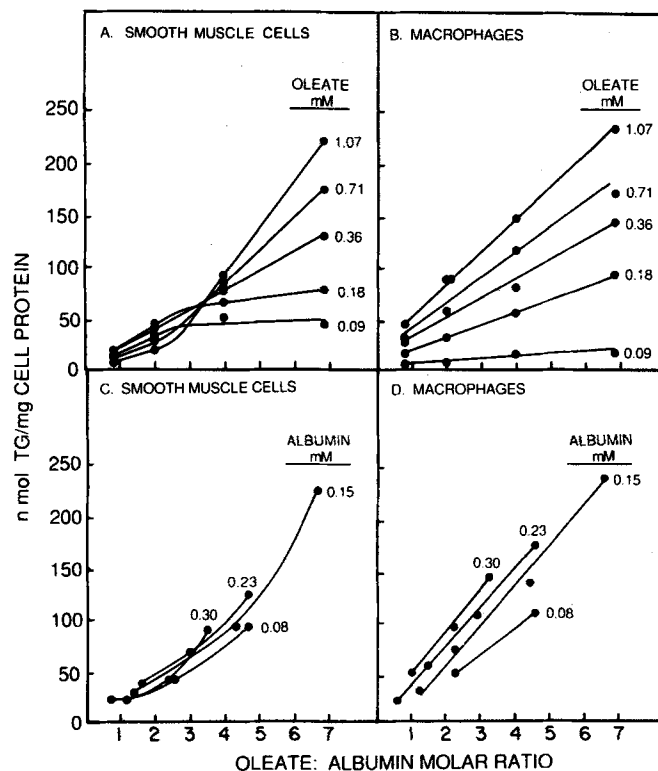 A. SMOOTH MUSCLE CELLS
B. MACROPHAGES
OLEATE
mM
OLEATE
mM
250
200
150
100
50
0
1.07
0.71
0.36
0.18
0.09
1.07
0.71
0.36
0.18
0.09
n mol TG/mg CELL PROTEIN
C. SMOOTH MUSCLE CELLS
D. MACROPHAGES
ALBUMIN
mM
ALBUMIN
mM
250
200
150
100
50
0
0.15
0.23
0.30
0.08
0.15
0.23
0.30
0.08
1 2 3 4 5 6 7
1 2 3 4 5 6 7
OLEATE: ALBUMIN MOLAR RATIO